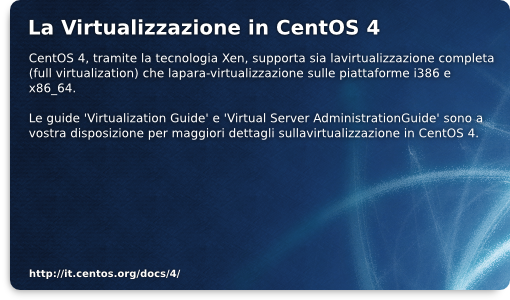 La Virtualizzazione in CentOS 4
CentOS 4, tramite la tecnologia Xen, supporta sia lavirtualizzazione completa
(full virtualization) che lapara-virtualizzazione sulle piattaforme i386 e
x86_64.
Le guide 'Virtualization Guide' e 'Virtual Server AdministrationGuide' sono a
vostra disposizione per maggiori dettagli sullavirtualizzazione in CentOS 4.
http://it.centos.org/docs/4/